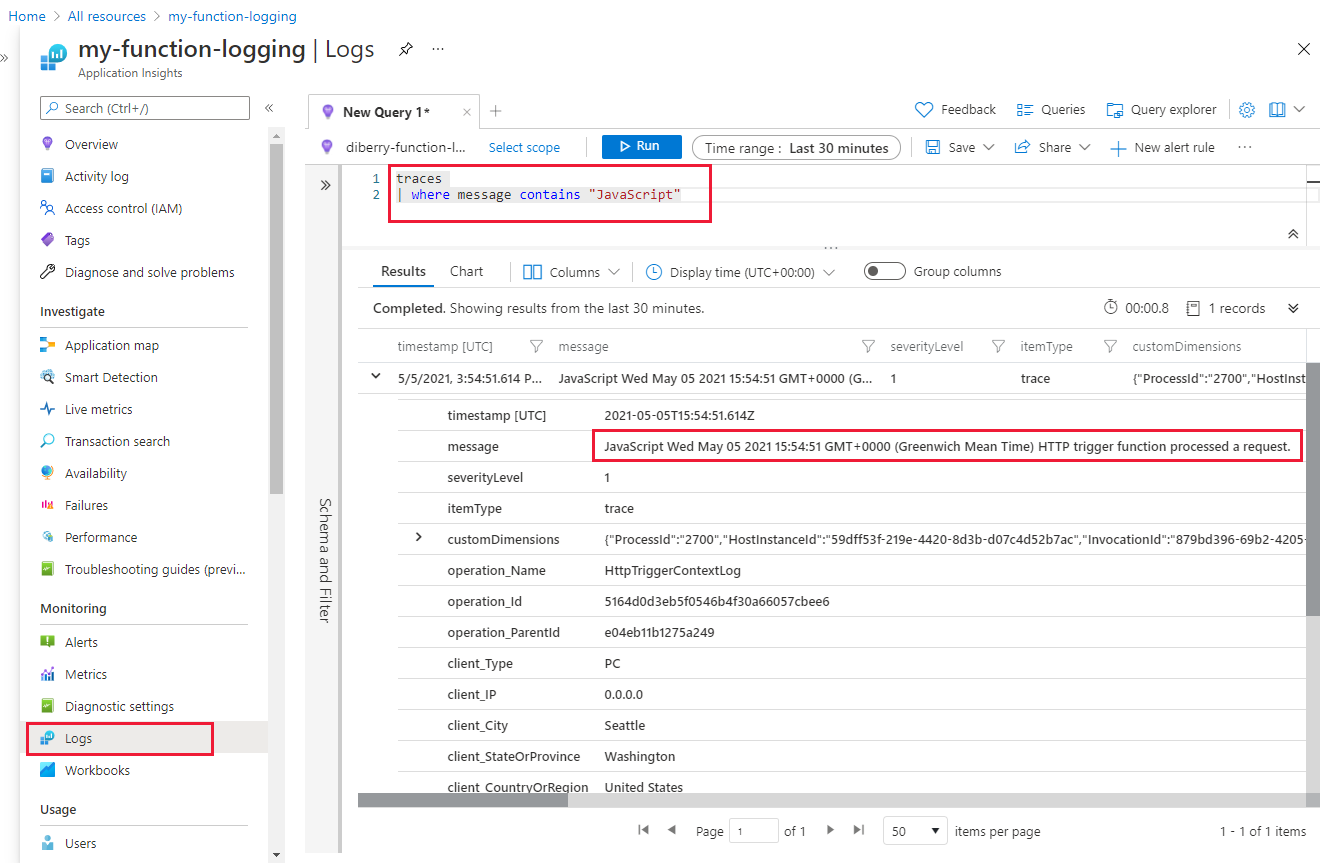 Home > All resources > my-function-logging
my-function-logging | Logs ...
Application Insights
Search (Ctrl+/)
Overview
Activity log
Access control (IAM)
Tags
Diagnose and solve problems
Investigate
Application map
Smart Detection
Live metrics
Transaction search
Availability
Failures
Performance
Troubleshooting guides (previ...
Monitoring
Alerts
Metrics
Diagnostic settings
Logs
Workbooks
Usage
Users
New Query 1*
Feedback Queries Query explorer
diberry-function-l... Select scope Run Time range : Last 30 minutes Save Share New alert rule ...
1 traces
2 | where message contains "JavaScript"
Schema and Filter
Results Chart Columns Display time (UTC+00:00) Group columns
Completed. Showing results from the last 30 minutes. 00:00.8 1 records
timestamp [UTC] message severityLevel itemType customDimensions
5/5/2021, 3:54:51.614 P... JavaScript Wed May 05 2021 15:54:51 GMT+0000 (G... 1 trace {"ProcessId":"2700","HostInst
timestamp [UTC] 2021-05-05T15:54:51.614Z
message JavaScript Wed May 05 2021 15:54:51 GMT+0000 (Greenwich Mean Time) HTTP trigger function processed a request.
severityLevel 1
itemType trace
customDimensions {"ProcessId":"2700","HostInstanceId":"59dff53f-219e-4420-8d3b-d07c4d52b7ac","InvocationId":"879bd396-69b2-4205-
operation_Name HttpTriggerContextLog
operation_Id 5164d0d3eb5f0546b4f30a66057cbee6
operation_ParentId e04eb11b1275a249
client_Type PC
client_IP 0.0.0.0
client_City Seattle
client_StateOrProvince Washington
client_CountryOrRegion United States
Page 1 of 1 50 items per page 1 - 1 of 1 items